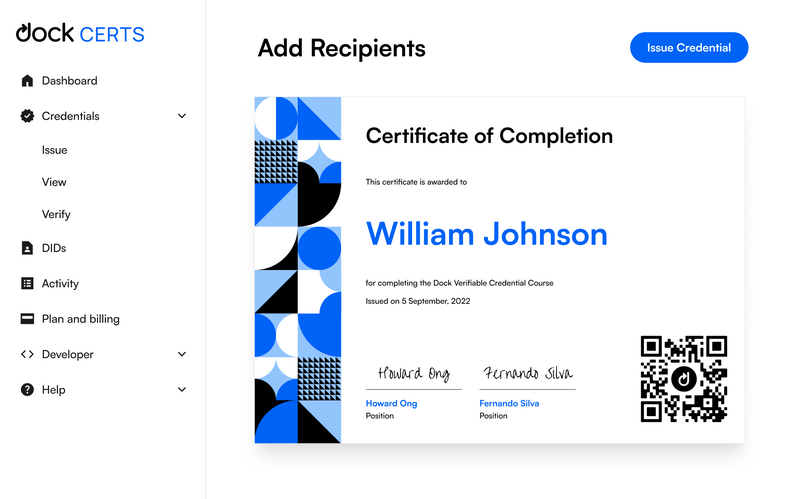 dock CERTS
Dashboard
Credentials
Issue
View
Verify
DIDs
Activity
Plan and billing
Developer
Help
Add Recipients
Issue Credential
Certificate of Completion
This certificate is awarded to
William Johnson
for completing the Dock Verifiable Credential Course
Issued on 5 September, 2022
Howard Ong
Fernando Silva
Howard Ong
Fernando Silva
Position
Position